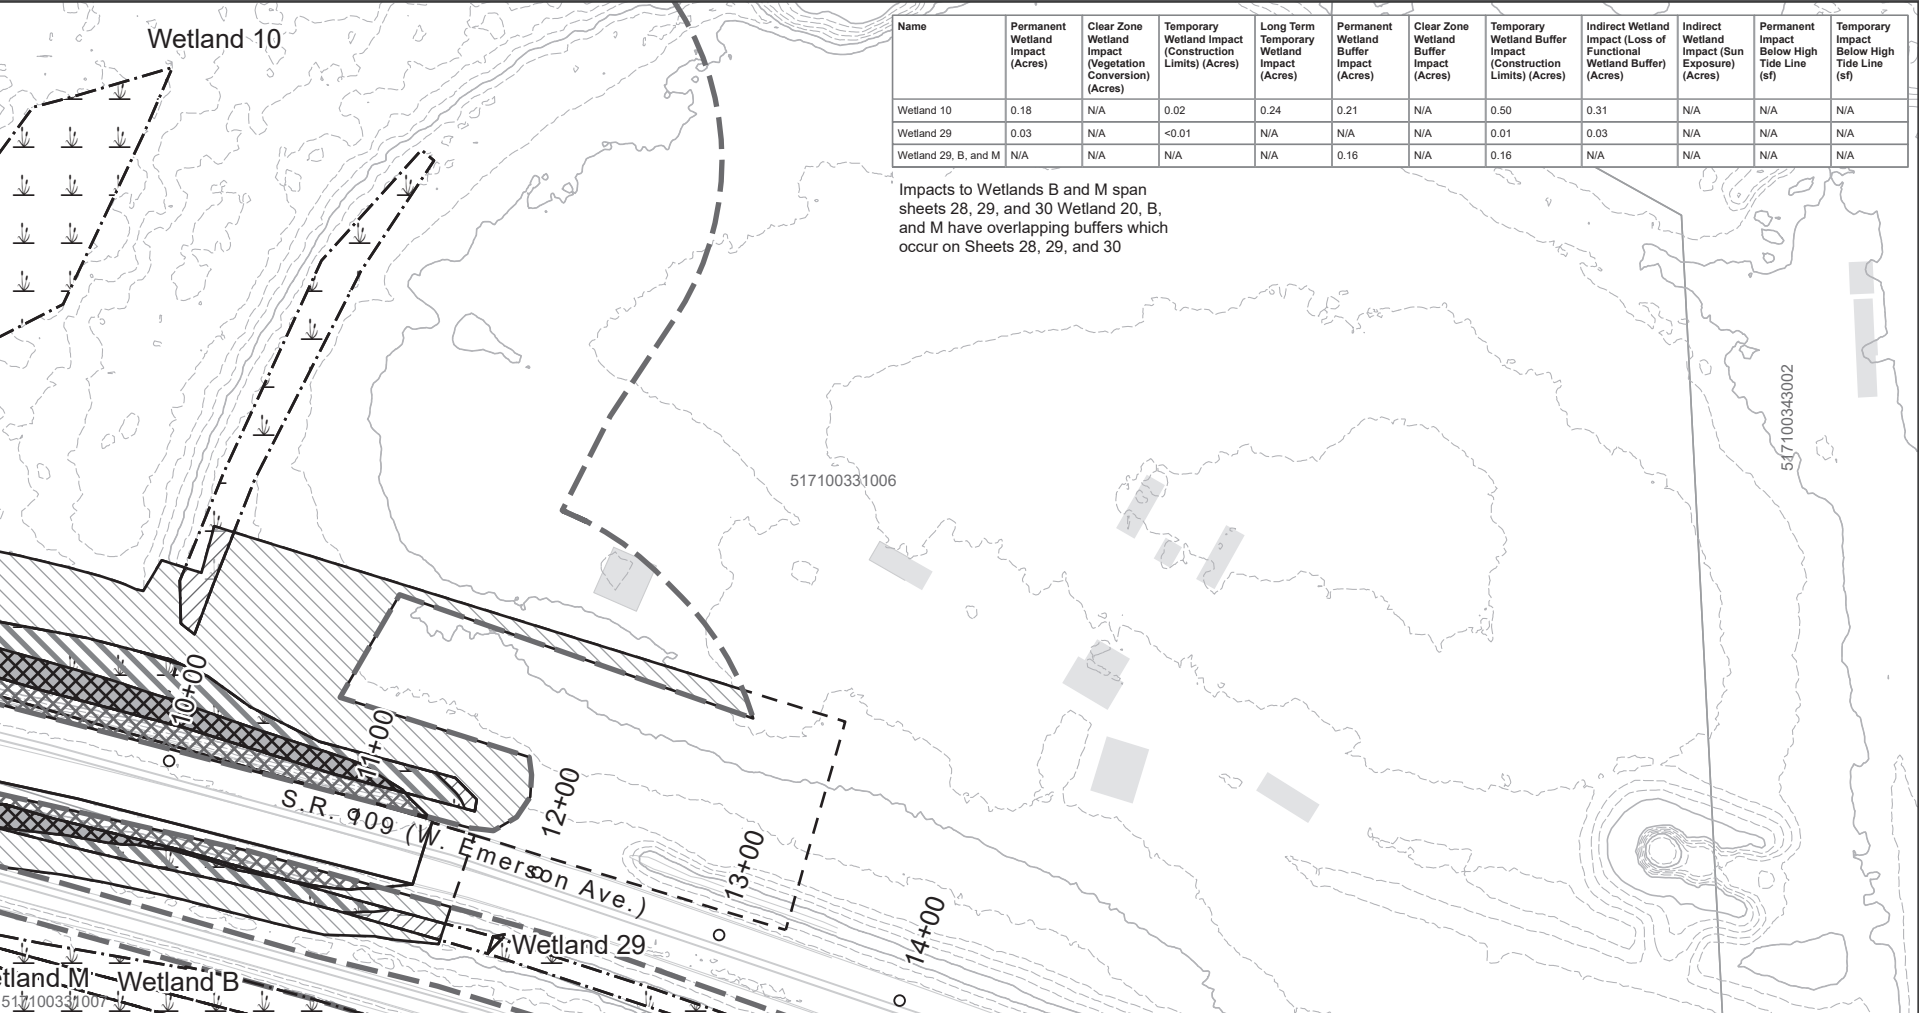 Wetland 10
Name | Permanent Wetland Impact (Acres) | Clear Zone Wetland Impact (Vegetation Conversion) (Acres) | Temporary Wetland Impact (Construction Limits) (Acres) | Long Term Temporary Wetland Impact (Acres) | Permanent Wetland Buffer Impact (Acres) | Clear Zone Wetland Buffer Impact (Acres) | Temporary Wetland Buffer Impact (Construction Limits) (Acres) | Indirect Wetland Impact (Loss of Functional Wetland Buffer) (Acres) | Indirect Wetland Impact (Sun Exposure) (Acres) | Permanent Impact Below High Tide Line (sf) | Temporary Impact Below High Tide Line (sf)
Wetland 10 | 0.18 | N/A | 0.02 | 0.24 | 0.21 | N/A | 0.50 | 0.31 | N/A | N/A | N/A
Wetland 29 | 0.03 | N/A | <0.01 | N/A | N/A | N/A | 0.01 | 0.03 | N/A | N/A | N/A
Wetland 29, B, and M | N/A | N/A | N/A | N/A | 0.16 | N/A | 0.16 | N/A | N/A | N/A | N/A
Impacts to Wetlands B and M span
sheets 28, 29, and 30 Wetland 20, B,
and M have overlapping buffers which
occur on Sheets 28, 29, and 30
517100343002
517100331006
10+00
11+00
12+00
13+00
14+00
S.R. 109 (W. Emerson Ave.)
Wetland 29
etland M
Wetland B
517100331007